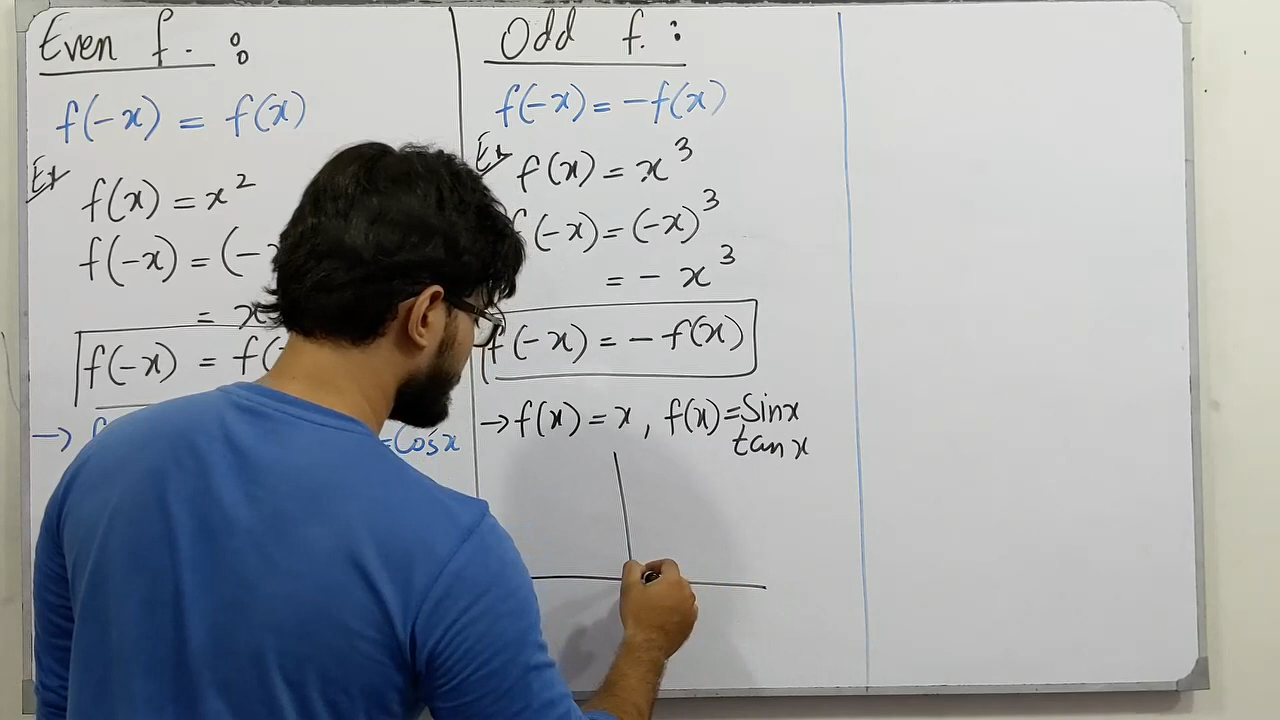 Even f. :
f(-x) = f(x)
Ex
f(x) = x²
f(-x) = (-
= x
f(-x) = f(
→ f =Cosx
Odd f. :
f(-x) = -f(x)
Ex
f(x) = x³
f(-x) = (-x)³
= - x³
f(-x) = - f(x)
→ f(x) = x , f(x) = Sinx
tan x